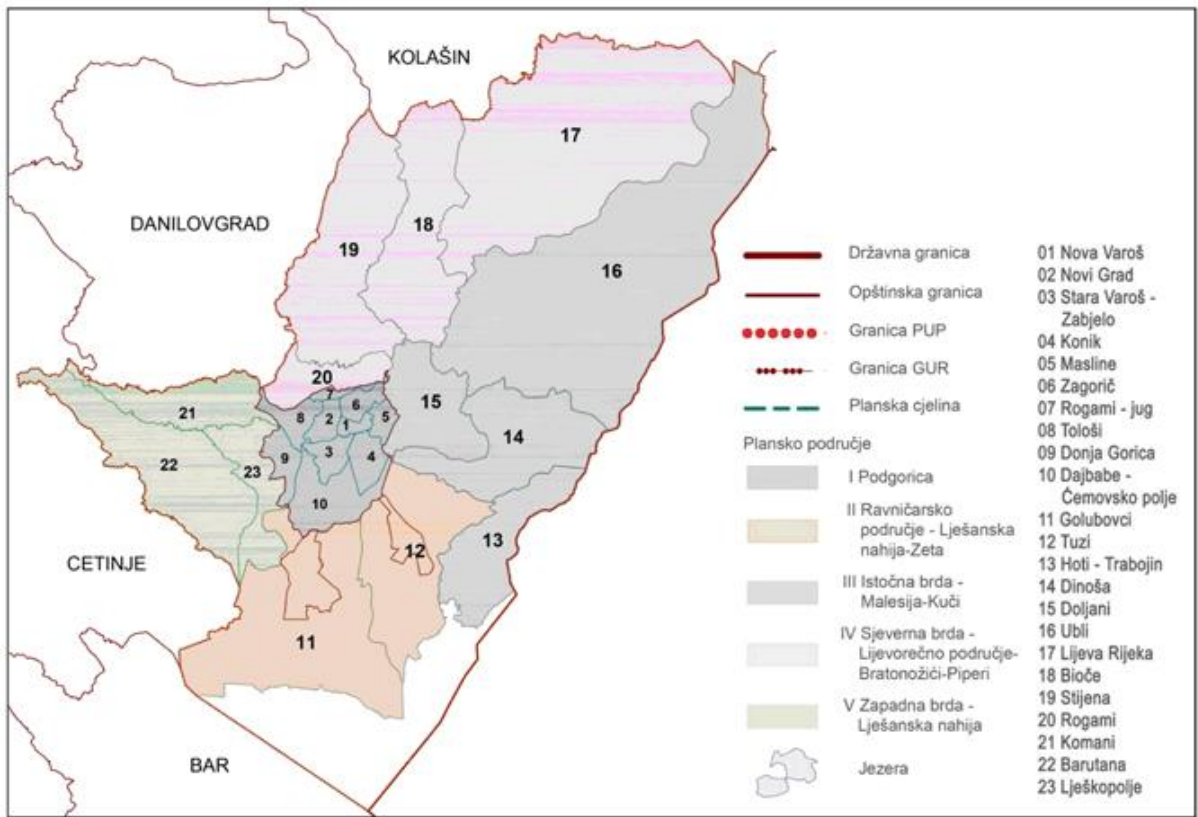 KOLAŠIN
17
DANILOVGRAD
18
19
16
20
7
6
5
15
21
8
2
1
14
3
22
23
9
4
10
12
13
CETINJE
11
BAR
Državna granica
Opštinska granica
Granica PUP
Granica GUR
Planska cjelina
Plansko područje
I Podgorica
II Ravničarsko
područje - Lješanska
nahija-Zeta
III Istočna brda -
Malesija-Kuči
IV Sjeverna brda -
Lijevorečno područje-
Bratonožići-Piperi
V Zapadna brda -
Lješanska nahija
Jezera
01 Nova Varoš
02 Novi Grad
03 Stara Varoš -
Zabjelo
04 Konik
05 Masline
06 Zagorič
07 Rogami - jug
08 Tološi
09 Donja Gorica
10 Dajbabe -
Ćemovsko polje
11 Golubovci
12 Tuzi
13 Hoti - Trabojin
14 Dinoša
15 Doljani
16 Ubli
17 Lijeva Rijeka
18 Bioče
19 Stijena
20 Rogami
21 Komani
22 Barutana
23 Lješkopolje